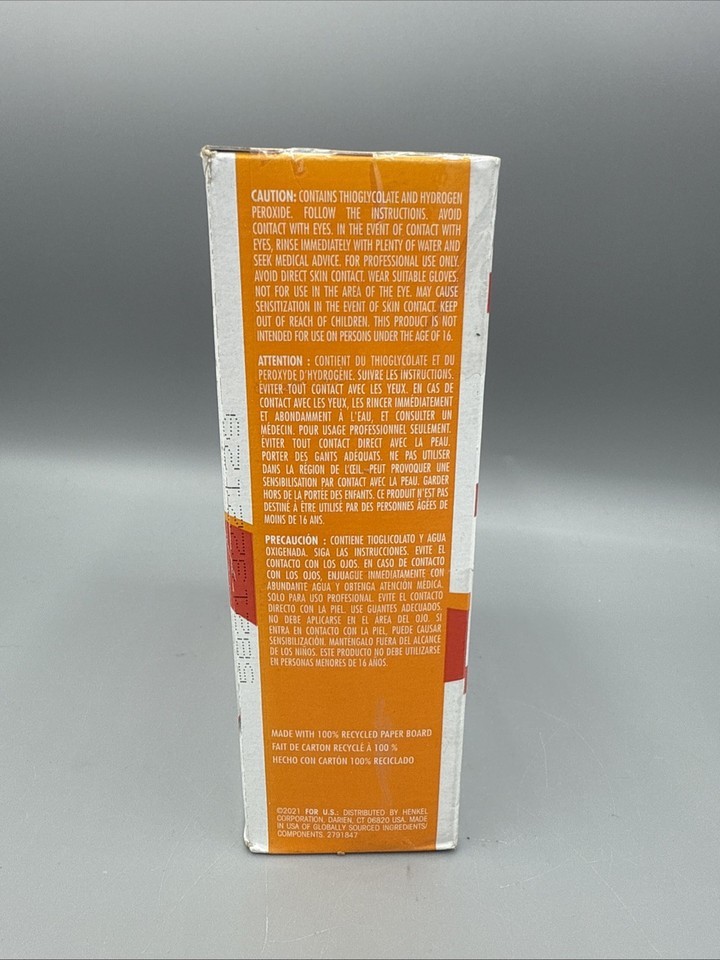 CAUTION: CONTAINS THIOGLYCOLATE AND HYDROGEN
PEROXIDE. FOLLOW THE INSTRUCTIONS. AVOID
CONTACT WITH EYES. IN THE EVENT OF CONTACT WITH
EYES, RINSE IMMEDIATELY WITH PLENTY OF WATER AND
SEEK MEDICAL ADVICE. FOR PROFESSIONAL USE ONLY.
AVOID DIRECT SKIN CONTACT. WEAR SUITABLE GLOVES.
NOT FOR USE IN THE AREA OF THE EYE. MAY CAUSE
SENSITIZATION IN THE EVENT OF SKIN CONTACT. KEEP
OUT OF REACH OF CHILDREN. THIS PRODUCT IS NOT
INTENDED FOR USE ON PERSONS UNDER THE AGE OF 16.
ATTENTION : CONTIENT DU THIOGLYCOLATE ET DU
PEROXYDE D'HYDROGÈNE. SUIVRE LES INSTRUCTIONS.
ÉVITER TOUT CONTACT AVEC LES YEUX. EN CAS DE
CONTACT AVEC LES YEUX, LES RINCER IMMÉDIATEMENT
ET ABONDAMMENT À L'EAU, ET CONSULTER UN
MÉDECIN. POUR USAGE PROFESSIONNEL SEULEMENT.
ÉVITER TOUT CONTACT DIRECT AVEC LA PEAU.
PORTER DES GANTS ADÉQUATS. NE PAS UTILISER
DANS LA RÉGION DE L'ŒIL. PEUT PROVOQUER UNE
SENSIBILISATION PAR CONTACT AVEC LA PEAU. GARDER
HORS DE LA PORTÉE DES ENFANTS. CE PRODUIT N'EST PAS
DESTINÉ À ÊTRE UTILISÉ PAR DES PERSONNES ÂGÉES DE
MOINS DE 16 ANS.
PRECAUCIÓN : CONTIENE TIOGLICOLATO Y AGUA
OXIGENADA. SIGA LAS INSTRUCCIONES. EVITE EL
CONTACTO CON LOS OJOS. EN CASO DE CONTACTO
CON LOS OJOS, ENJUAGUE INMEDIATAMENTE CON
ABUNDANTE AGUA Y OBTENGA ATENCIÓN MÉDICA.
SOLO PARA USO PROFESIONAL. EVITE EL CONTACTO
DIRECTO CON LA PIEL. USE GUANTES ADECUADOS.
NO DEBE APLICARSE EN EL AREA DEL OJO. SI
ENTRA EN CONTACTO CON LA PIEL, PUEDE CAUSAR
SENSIBILIZACIÓN. MANTENGALO FUERA DEL ALCANCE
DE LOS NIÑOS. ESTE PRODUCTO NO DEBE UTILIZARSE
EN PERSONAS MENORES DE 16 AÑOS.
MADE WITH 100% RECYCLED PAPER BOARD
FAIT DE CARTON RECYCLÉ À 100 %
HECHO CON CARTÓN 100% RECICLADO
©2021 FOR U.S.: DISTRIBUTED BY HENKEL
CORPORATION, DARIEN, CT 06820 USA. MADE
IN USA OF GLOBALLY SOURCED INGREDIENTS/
COMPONENTS. 2791847